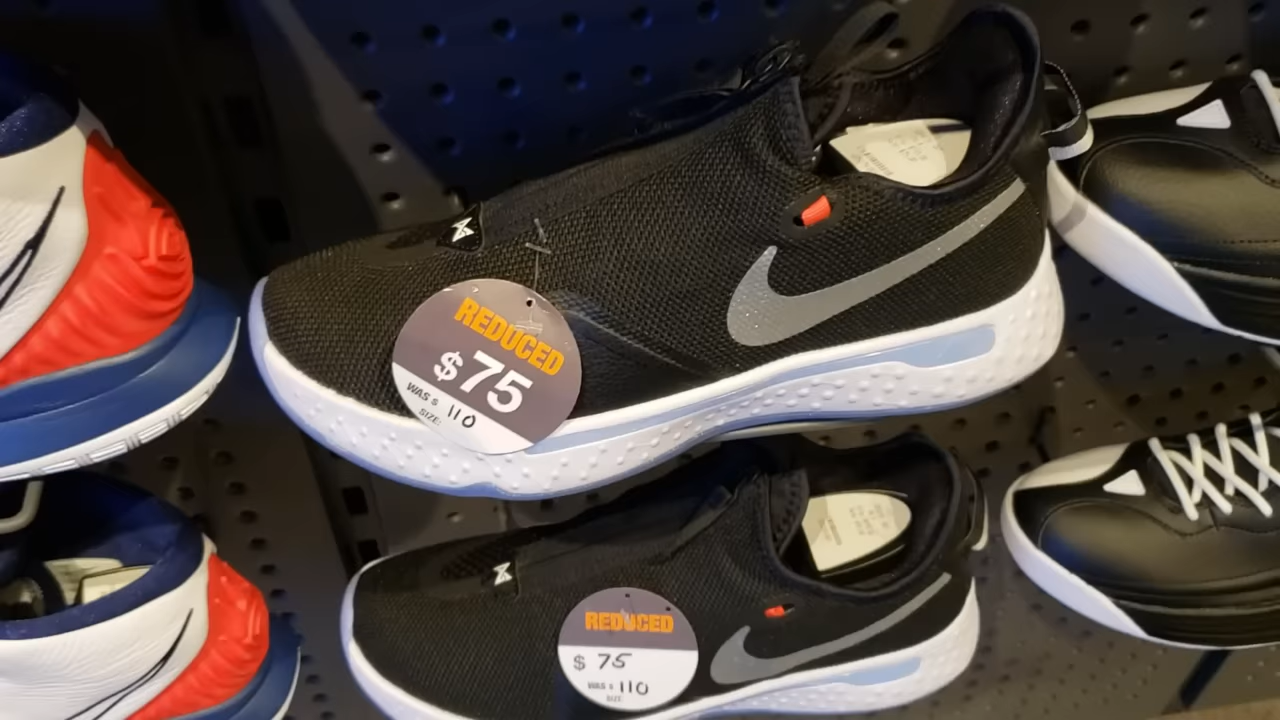 REDUCED
$75
WAS $ 110
SIZE:
REDUCED
$ 75
WAS $ 110
SIZE: